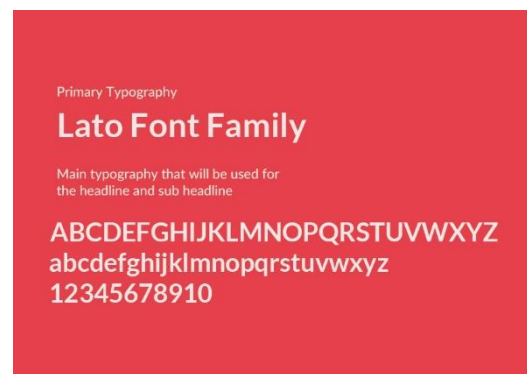 Primary Typography
Lato Font Family
Main typography that will be used for
the headline and sub headline
ABCDEFGHIJKLMNOPQRSTUVWXYZ
abcdefghijklmnopqrstuvwxyz
12345678910